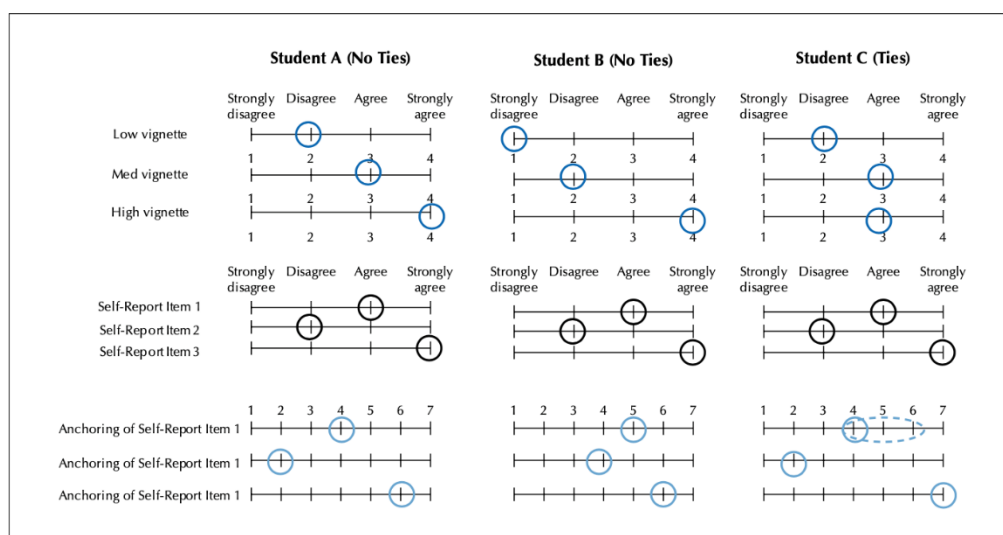 Student A (No Ties) Student B (No Ties) Student C (Ties)
Strongly disagree Disagree Agree Strongly agree Strongly disagree Disagree Agree Strongly agree Strongly disagree Disagree Agree Strongly agree
Low vignette
1 2 3 4 1 2 3 4 1 2 3 4
Med vignette
1 2 3 4 1 2 3 4 1 2 3 4
High vignette
1 2 3 4 1 2 3 4 1 2 3 4
Strongly disagree Disagree Agree Strongly agree Strongly disagree Disagree Agree Strongly agree Strongly disagree Disagree Agree Strongly agree
Self-Report Item 1
Self-Report Item 2
Self-Report Item 3
1 2 3 4 5 6 7 1 2 3 4 5 6 7 1 2 3 4 5 6 7
Anchoring of Self-Report Item 1
Anchoring of Self-Report Item 1
Anchoring of Self-Report Item 1